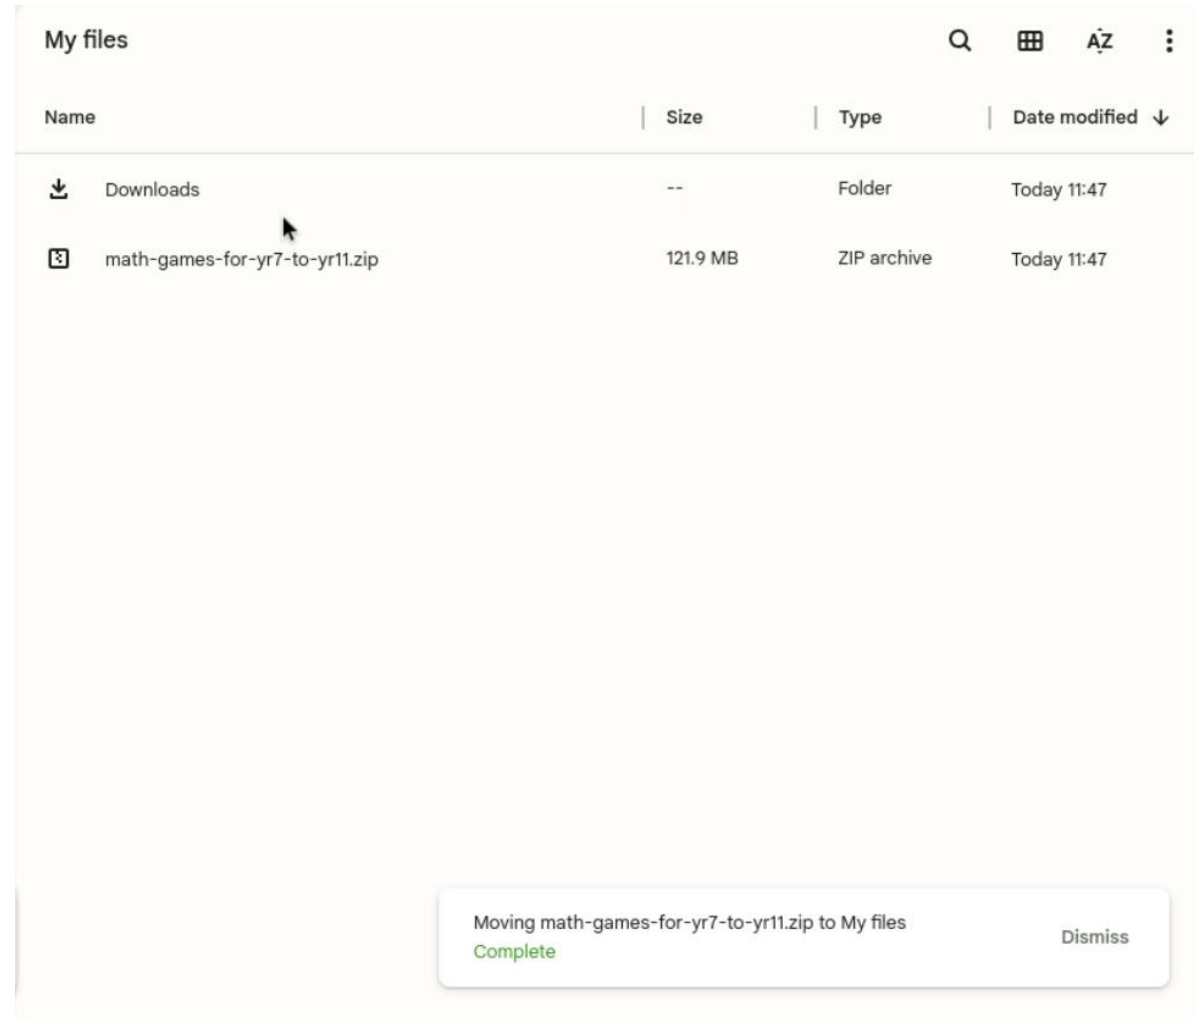 My files
AZ
Name Size Type Date modified
Downloads -- Folder Today 11:47
math-games-for-yr7-to-yr11.zip 121.9 MB ZIP archive Today 11:47
Moving math-games-for-yr7-to-yr11.zip to My files
Complete
Dismiss